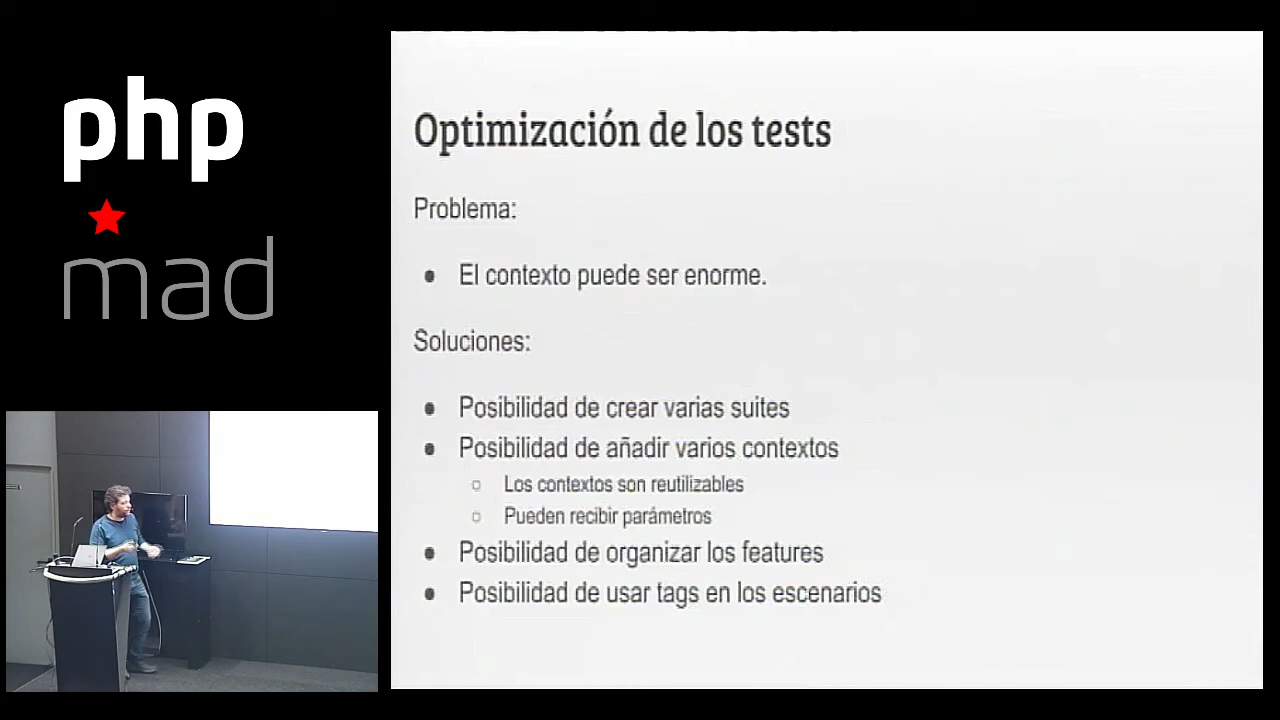 php
mad
Optimización de los tests
Problema:
El contexto puede ser enorme.
Soluciones:
Posibilidad de crear varias suites
Posibilidad de añadir varios contextos
Los contextos son reutilizables
Pueden recibir parámetros
Posibilidad de organizar los features
Posibilidad de usar tags en los escenarios